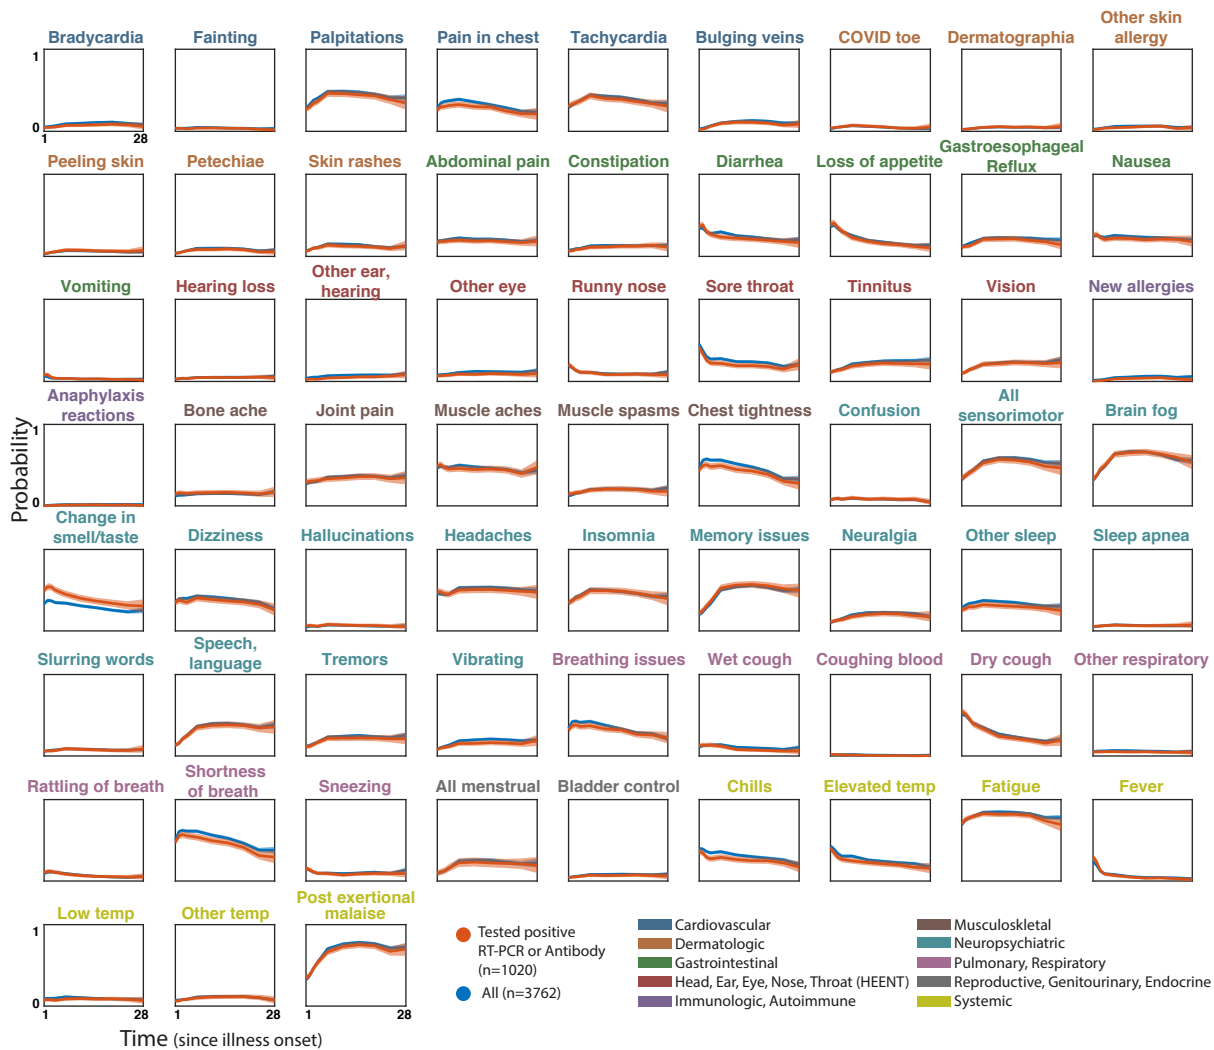 Bradycardia
Fainting
Palpitations
Pain in chest
Tachycardia
Bulging veins
COVID toe
Dermatographia
Other skin
allergy
1
0
1
28
Peeling skin
Petechiae
Skin rashes
Abdominal pain
Constipation
Diarrhea
Loss of appetite
Gastroesophageal
Reflux
Nausea
Vomiting
Hearing loss
Other ear,
hearing
Other eye
Runny nose
Sore throat
Tinnitus
Vision
New allergies
Anaphylaxis
reactions
Bone ache
Joint pain
Muscle aches
Muscle spasms
Chest tightness
Confusion
All
sensorimotor
Brain fog
1
0
Probability
Change in
smell/taste
Dizziness
Hallucinations
Headaches
Insomnia
Memory issues
Neuralgia
Other sleep
Sleep apnea
Slurring words
Speech,
language
Tremors
Vibrating
Breathing issues
Wet cough
Coughing blood
Dry cough
Other respiratory
Rattling of breath
Shortness
of breath
Sneezing
All menstrual
Bladder control
Chills
Elevated temp
Fatigue
Fever
Low temp
Other temp
Post exertional
malaise
1
0
1
28
1
28
1
28
Time (since illness onset)
Tested positive
RT-PCR or Antibody
(n=1020)
All (n=3762)
Cardiovascular
Dermatologic
Gastrointestinal
Head, Ear, Eye, Nose, Throat (HEENT)
Immunologic, Autoimmune
Musculoskletal
Neuropsychiatric
Pulmonary, Respiratory
Reproductive, Genitourinary, Endocrine
Systemic